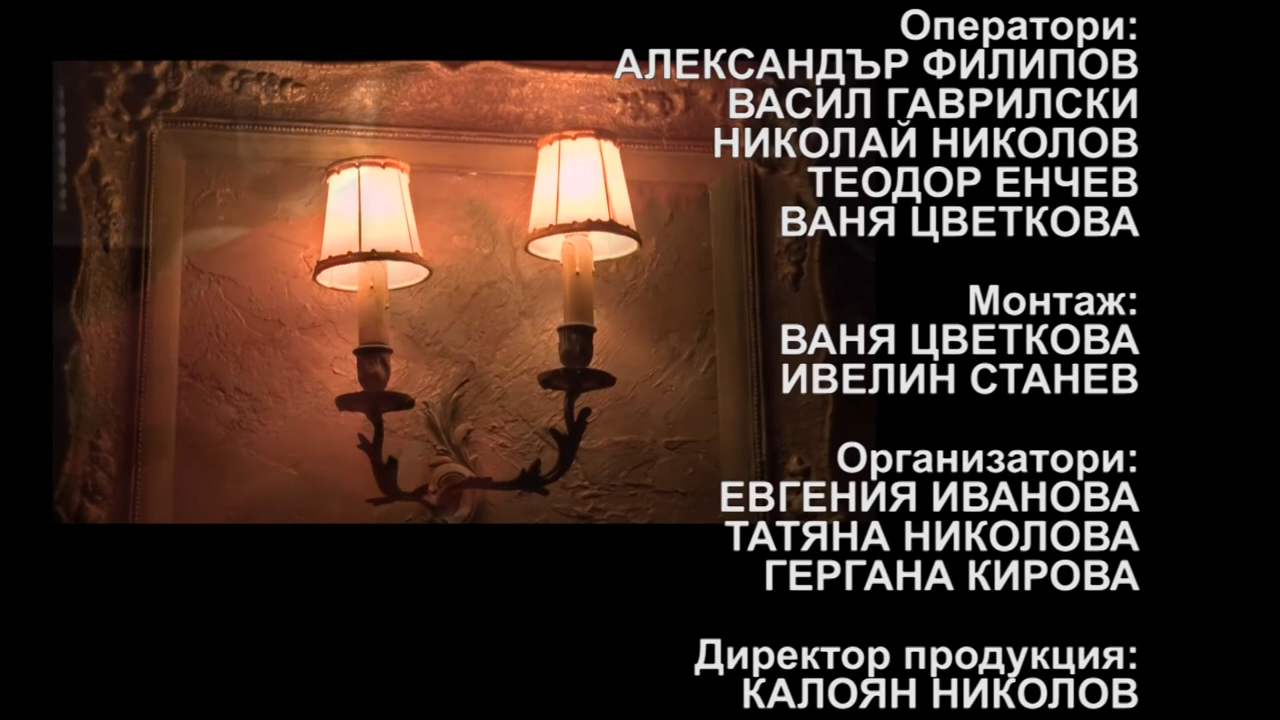 Оператори:
АЛЕКСАНДЪР ФИЛИПОВ
ВАСИЛ ГАВРИЛСКИ
НИКОЛАЙ НИКОЛОВ
ТЕОДОР ЕНЧЕВ
ВАНЯ ЦВЕТКОВА
Монтаж:
ВАНЯ ЦВЕТКОВА
ИВЕЛИН СТАНЕВ
Организатори:
ЕВГЕНИЯ ИВАНОВА
ТАТЯНА НИКОЛОВА
ГЕРГАНА КИРОВА
Директор продукция:
КАЛОЯН НИКОЛОВ